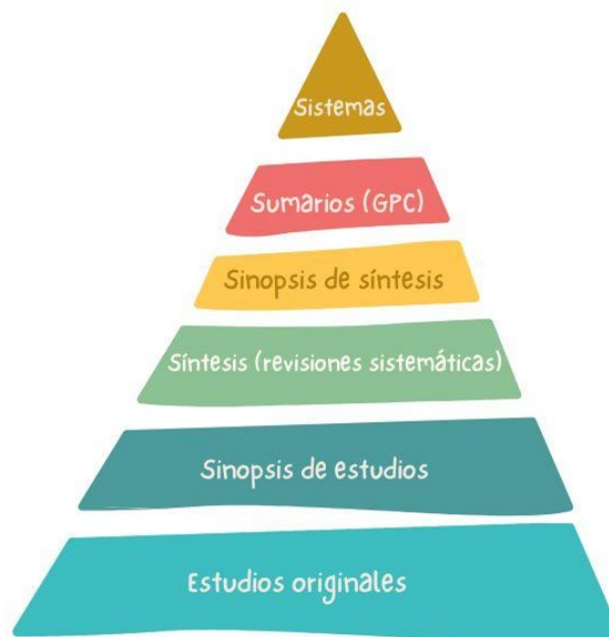 Sistemas
Sumarios (GPC)
Sinopsis de síntesis
Síntesis (revisiones sistemáticas)
Sinopsis de estudios
Estudios originales